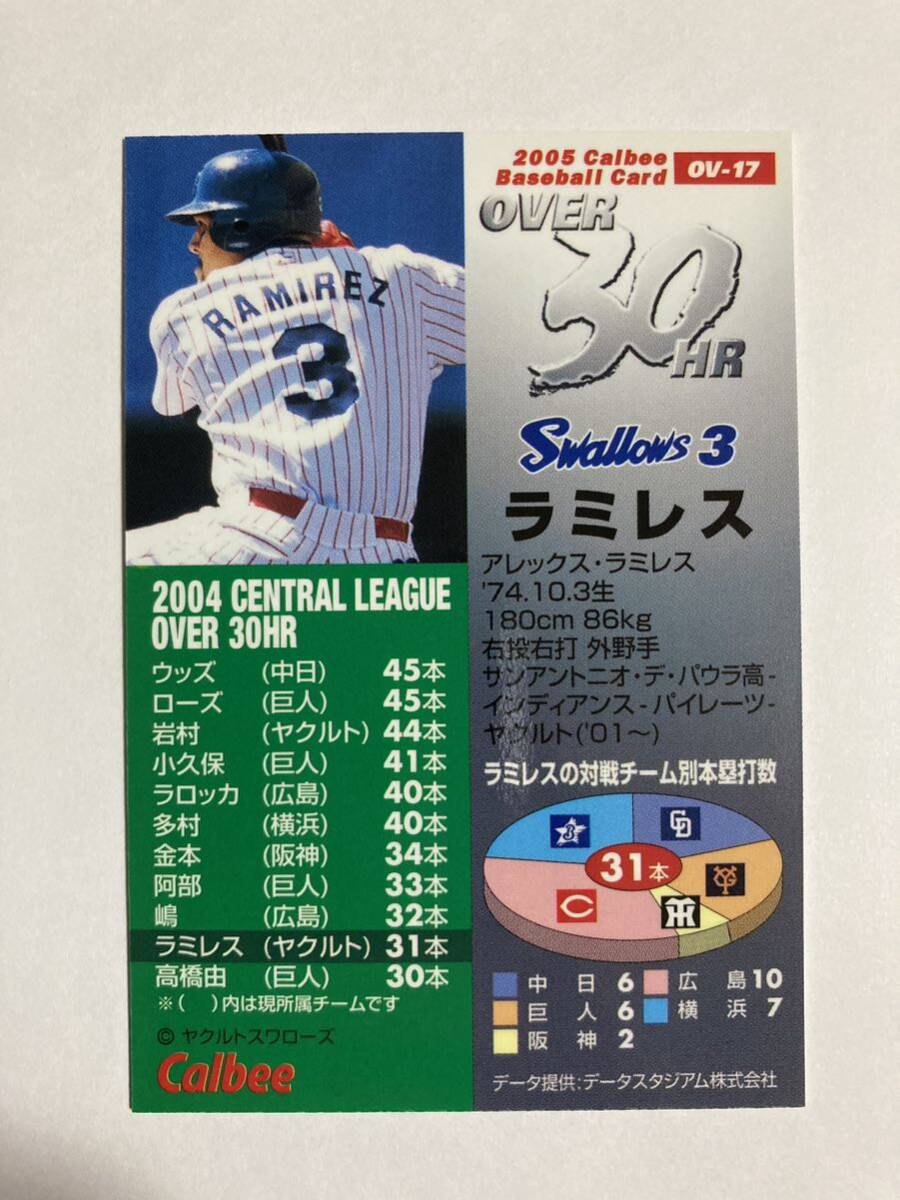 RAMIREZ
3
2004 CENTRAL LEAGUE
OVER 30HR
ウッズ (中日) 45本
ローズ (巨人) 45本
岩村 (ヤクルト) 44本
小久保 (巨人) 41本
ラロッカ (広島) 40本
多村 (横浜) 40本
金本 (阪神) 34本
阿部 (巨人) 33本
嶋 (広島) 32本
ラミレス (ヤクルト) 31本
高橋由 (巨人) 30本
※( )内は現所属チームです
© ヤクルトスワローズ
Calbee
2005 Calbee
Baseball Card
OV-17
OVER
30
HR
Swallows 3
ラミレス
アレックス・ラミレス
'74.10.3生
180cm 86kg
右投右打 外野手
サンアントニオ・デ・パウラ高-
インディアンス-パイレーツ-
ヤクルト('01～)
ラミレスの対戦チーム別本塁打数
31本
中日 6 広島 10
巨人 6 横浜 7
阪神 2
データ提供:データスタジアム株式会社